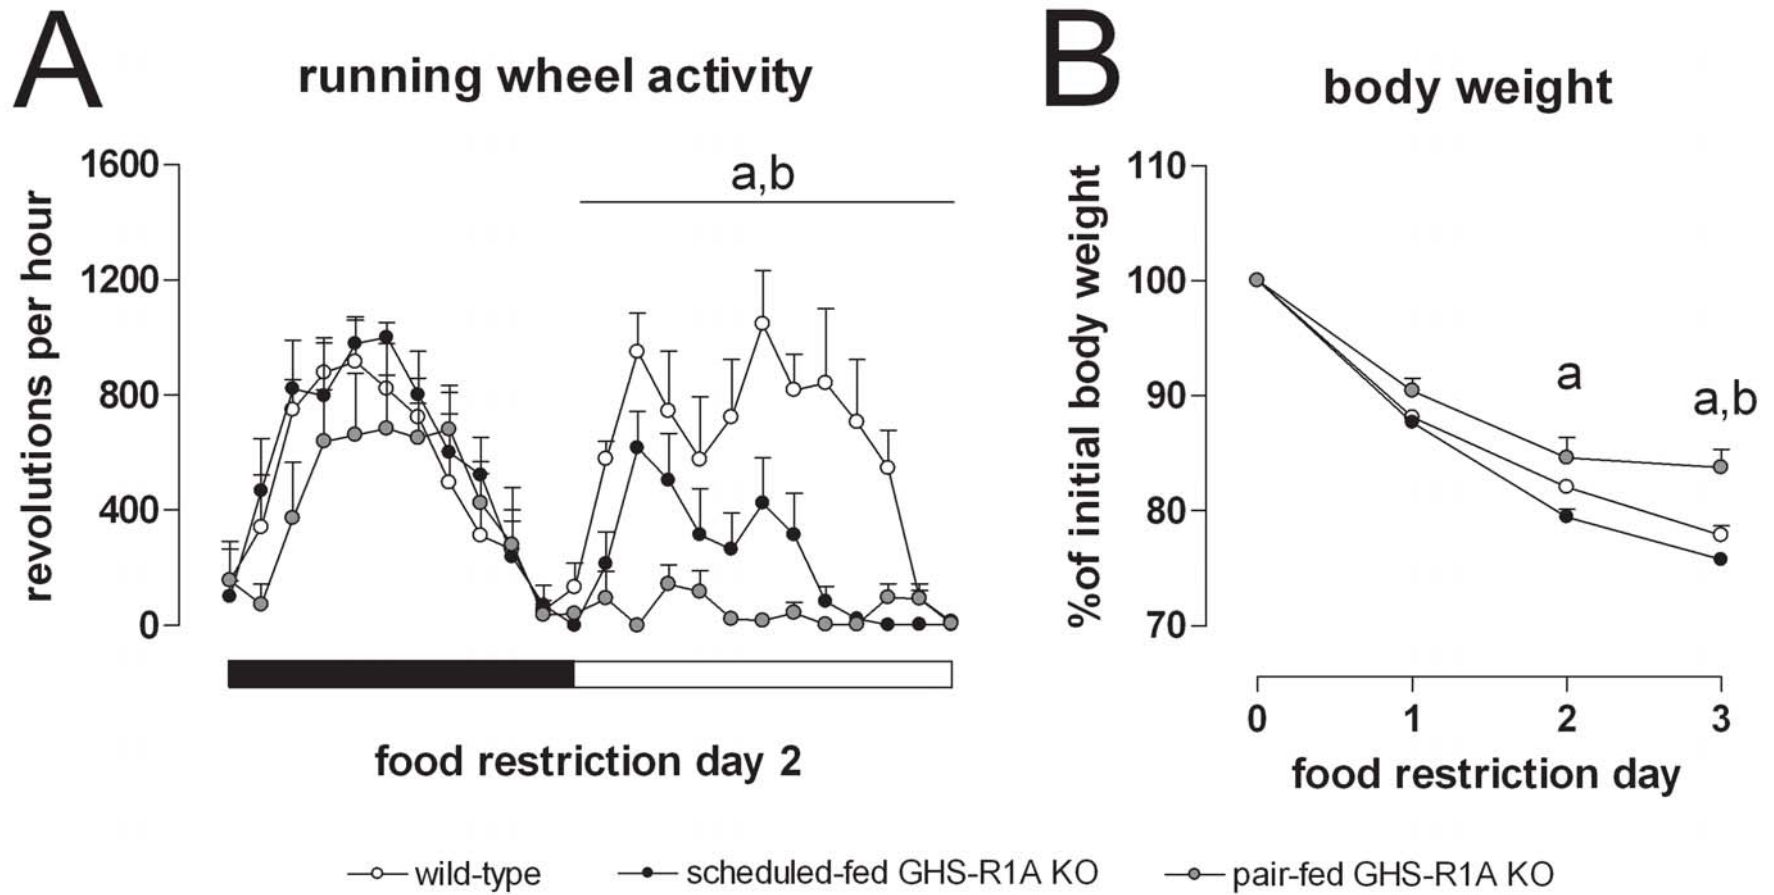 A
running wheel activity
revolutions per hour
1600
1200
800
400
0
a,b
food restriction day 2
B
body weight
%of initial body weight
110
100
90
80
70
a
a,b
0 1 2 3
food restriction day
wild-type scheduled-fed GHS-R1A KO pair-fed GHS-R1A KO